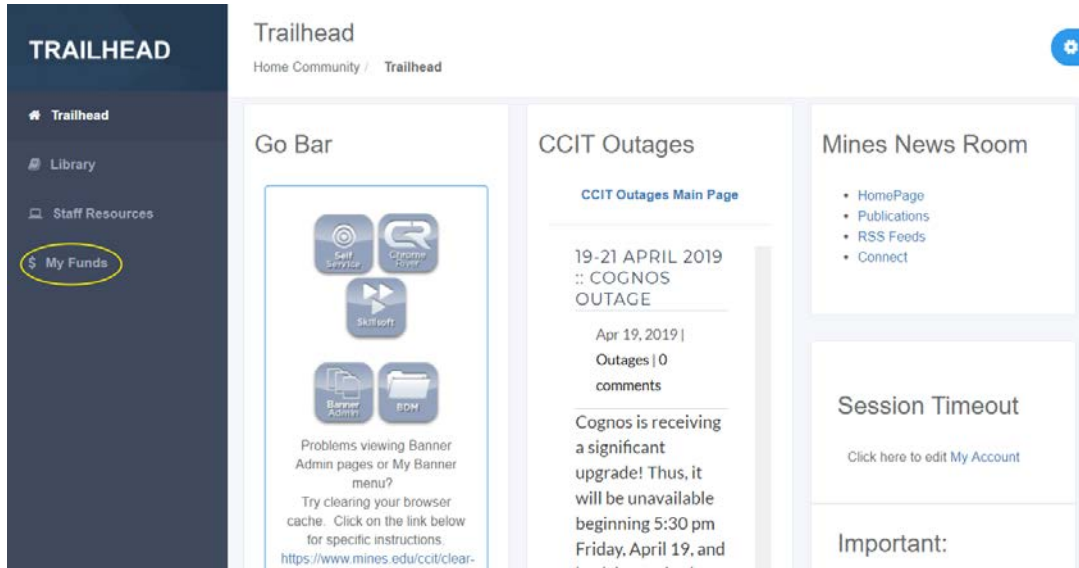 TRAILHEAD
Trailhead
Library
Staff Resources
$ My Funds
Trailhead
Home Community / Trailhead
Go Bar
Self
Service
Chrome
River
Skillsoft
Banner
Admin
BDM
Problems viewing Banner
Admin pages or My Banner
menu?
Try clearing your browser
cache. Click on the link below
for specific instructions.
https://www.mines.edu/ccit/clear-
CCIT Outages
CCIT Outages Main Page
19-21 APRIL 2019
:: COGNOS
OUTAGE
Apr 19, 2019 |
Outages | 0
comments
Cognos is receiving
a significant
upgrade! Thus, it
will be unavailable
beginning 5:30 pm
Friday, April 19, and
Mines News Room
• HomePage
• Publications
• RSS Feeds
• Connect
Session Timeout
Click here to edit My Account
Important: